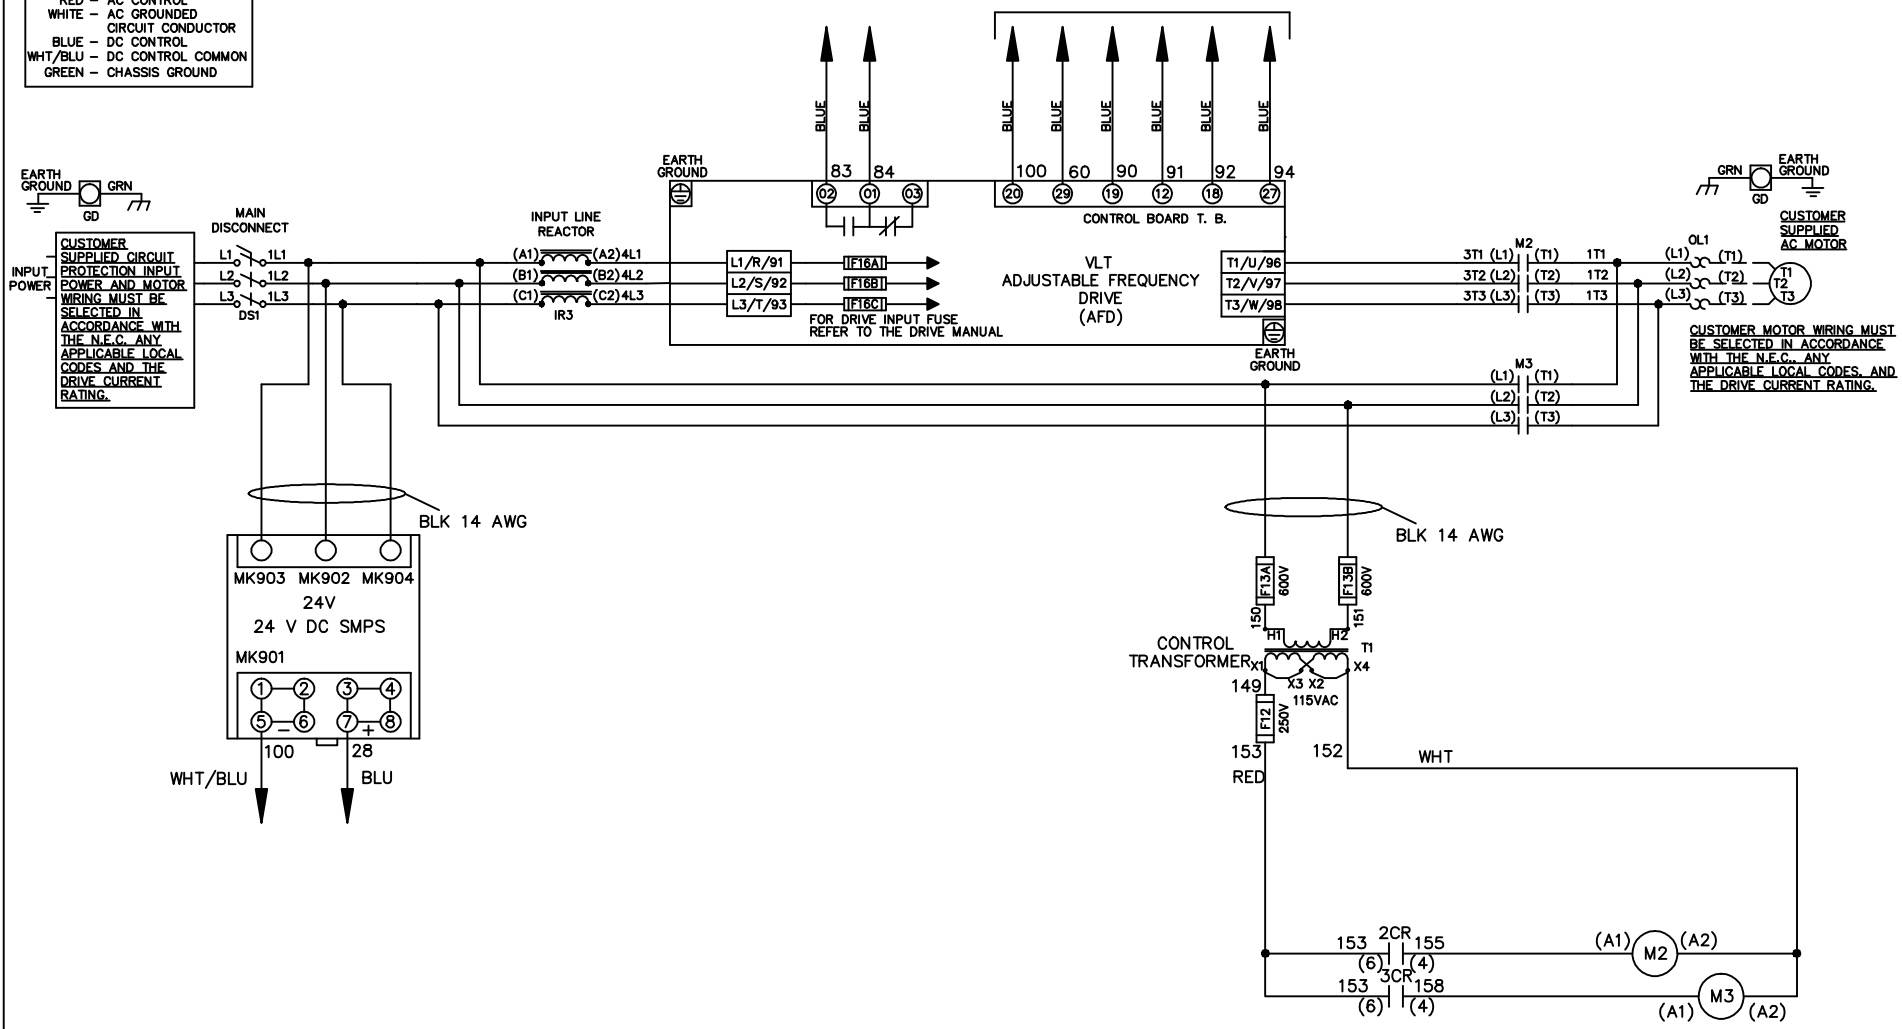 RED – AC CONTROL
WHITE – AC GROUNDED
CIRCUIT CONDUCTOR
BLUE – DC CONTROL
WHT/BLU – DC CONTROL COMMON
GREEN – CHASSIS GROUND
EARTH
GROUND
GRN
GD
INPUT
POWER
CUSTOMER
SUPPLIED CIRCUIT
PROTECTION INPUT
POWER AND MOTOR
WIRING MUST BE
SELECTED IN
ACCORDANCE WITH
THE N.E.C. ANY
APPLICABLE LOCAL
CODES AND THE
DRIVE CURRENT
RATING.
MAIN
DISCONNECT
L1 1L1
L2 1L2
L3 1L3
DS1
INPUT LINE
REACTOR
(A1) (A2) 4L1
(B1) (B2) 4L2
(C1) (C2) 4L3
IR3
EARTH
GROUND
BLUE BLUE BLUE BLUE BLUE BLUE BLUE BLUE
83 84 100 60 90 91 92 94
02 01 03 20 29 19 12 18 27
CONTROL BOARD T. B.
L1/R/91
L2/S/92
L3/T/93
F16A
F16B
F16C
FOR DRIVE INPUT FUSE
REFER TO THE DRIVE MANUAL
VLT
ADJUSTABLE FREQUENCY
DRIVE
(AFD)
T1/U/96
T2/V/97
T3/W/98
EARTH
GROUND
M2
3T1 (L1) (T1) 1T1
3T2 (L2) (T2) 1T2
3T3 (L3) (T3) 1T3
OL1
(L1) (T1)
(L2) (T2)
(L3) (T3)
T1
T2
T3
GRN
GD
EARTH
GROUND
CUSTOMER
SUPPLIED
AC MOTOR
CUSTOMER MOTOR WIRING MUST
BE SELECTED IN ACCORDANCE
WITH THE N.E.C., ANY
APPLICABLE LOCAL CODES, AND
THE DRIVE CURRENT RATING.
M3
(L1) (T1)
(L2) (T2)
(L3) (T3)
BLK 14 AWG
MK903 MK902 MK904
24V
24 V DC SMPS
MK901
1 2 3 4
5 6 7 8
– +
100 28
WHT/BLU BLU
BLK 14 AWG
F13A 600V
F13B 600V
150 151
H1 H2
T1
CONTROL
TRANSFORMER
X1 X3 X2 X4
115VAC
149
F12 250V
153
RED
152
WHT
2CR
153 155
(6) (4)
(A1) M2 (A2)
3CR
153 158
(6) (4)
(A1) M3 (A2)